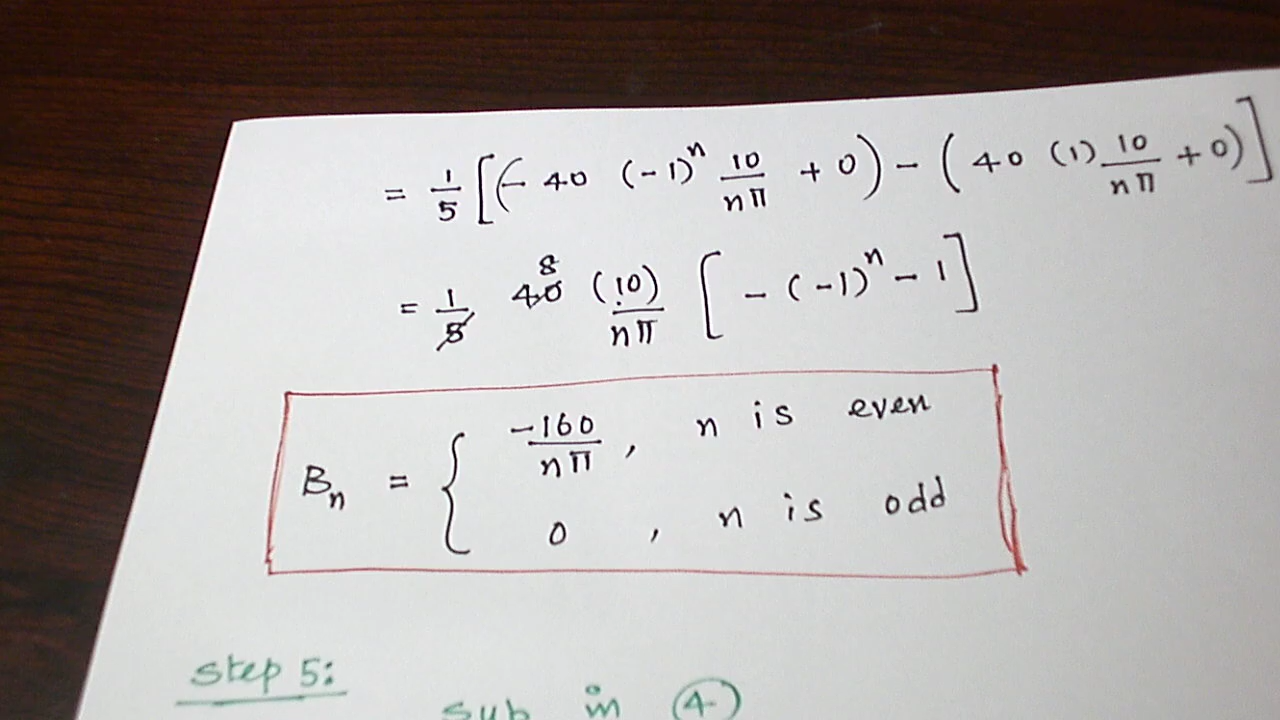 = 1/5 [(- 40 (-1)^n 10/nπ + 0) - (40 (1) 10/nπ + 0)]
= 1/5 40 8 (10)/nπ [- (-1)^n - 1]
B_n = { -160/nπ , n is even
0 , n is odd
Step 5:
Sub in (4)